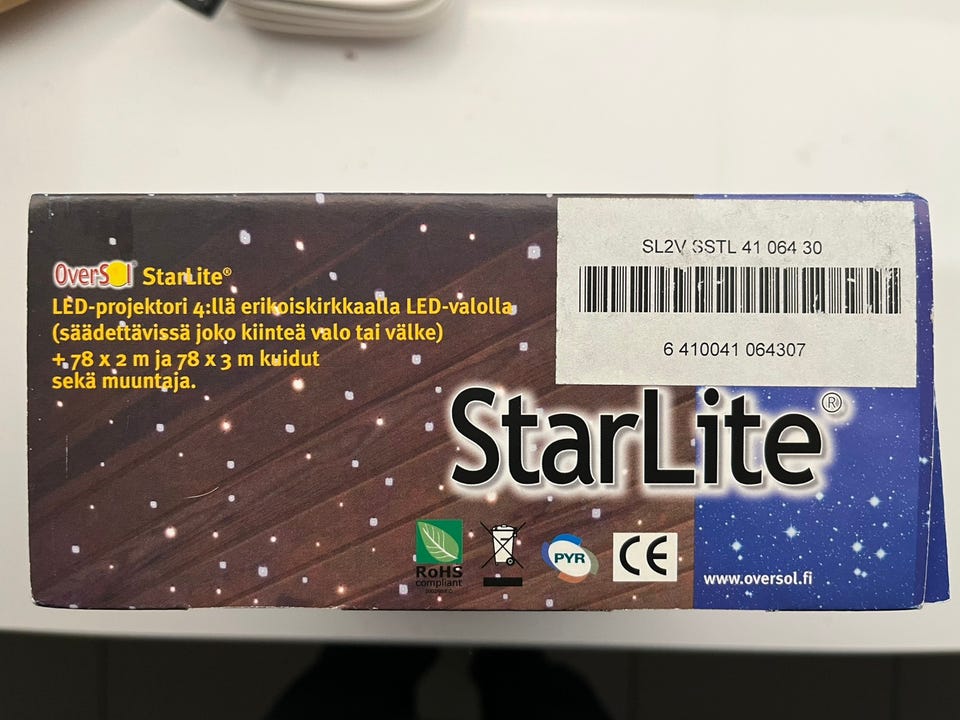 OverSol® StarLite®
LED-projektori 4:llä erikoiskirkkaalla LED-valolla
(säädettävissä joko kiinteä valo tai välke)
+ 78 x 2 m ja 78 x 3 m kuidut
sekä muuntaja.
SL2V SSTL 41 064 30
6 410041 064307
StarLite®
RoHS
compliant
PYR
CE
www.oversol.fi